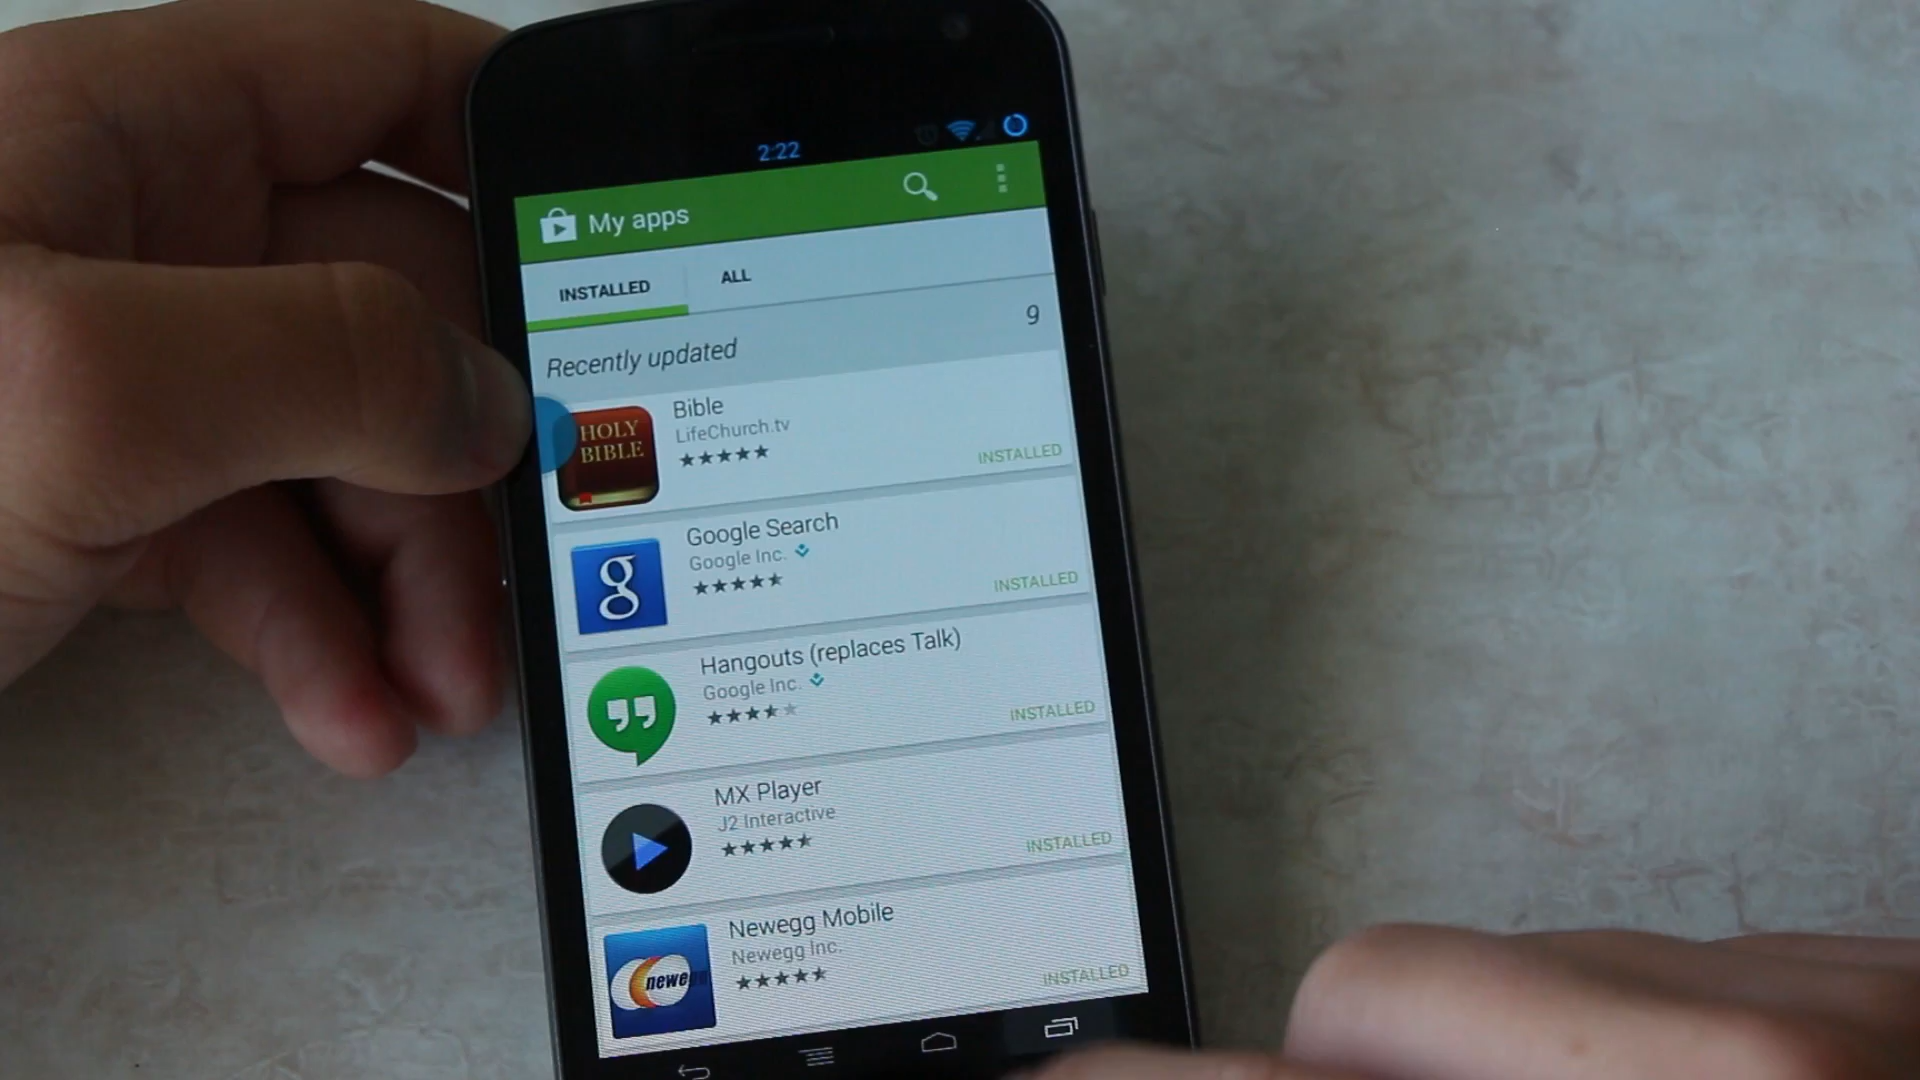 2:22
My apps
INSTALLED ALL
Recently updated 9
HOLY
BIBLE
Bible
LifeChurch.tv
INSTALLED
g
Google Search
Google Inc.
INSTALLED
Hangouts (replaces Talk)
Google Inc.
INSTALLED
MX Player
J2 Interactive
INSTALLED
newegg
Newegg Mobile
Newegg Inc.
INSTALLED